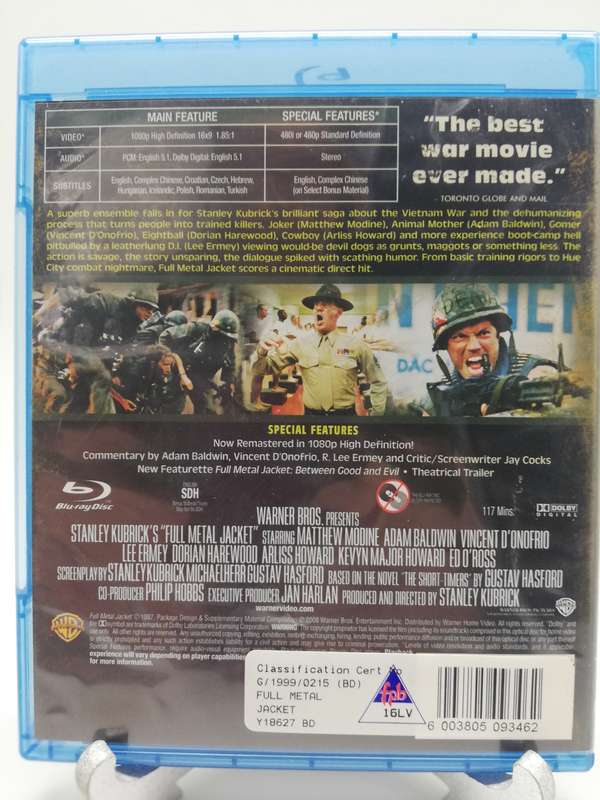 MAIN FEATURE SPECIAL FEATURES*
VIDEO* 1080p High Definition 16x9 1.85:1 480i or 480p Standard Definition
AUDIO* PCM: English 5.1, Dolby Digital: English 5.1 Stereo
SUBTITLES English, Complex Chinese, Croatian, Czech, Hebrew, Hungarian, Icelandic, Polish, Romanian, Turkish English, Complex Chinese (on Select Bonus Material)
"The best
war movie
ever made."
- TORONTO GLOBE AND MAIL
A superb ensemble falls in for Stanley Kubrick's brilliant saga about the Vietnam War and the dehumanizing
process that turns people into trained killers. Joker (Matthew Modine), Animal Mother (Adam Baldwin), Gomer
(Vincent D'Onofrio), Eightball (Dorian Harewood), Cowboy (Arliss Howard) and more experience boot-camp hell
pitbulled by a leatherlung D.I. (Lee Ermey) viewing would-be devil dogs as grunts, maggots or something less. The
action is savage, the story unsparing, the dialogue spiked with scathing humor. From basic training rigors to Hue
City combat nightmare, Full Metal Jacket scores a cinematic direct hit.
DAC
SPECIAL FEATURES
Now Remastered in 1080p High Definition!
Commentary by Adam Baldwin, Vincent D'Onofrio, R. Lee Ermey and Critic/Screenwriter Jay Cocks
New Featurette Full Metal Jacket: Between Good and Evil • Theatrical Trailer
Blu-ray Disc
ENGLISH
SDH
117 Mins.
DOLBY
DIGITAL
WARNER BROS. PRESENTS
STANLEY KUBRICK'S "FULL METAL JACKET" STARRING MATTHEW MODINE ADAM BALDWIN VINCENT D'ONOFRIO
LEE ERMEY DORIAN HAREWOOD ARLISS HOWARD KEVYN MAJOR HOWARD ED O'ROSS
SCREENPLAY BY STANLEY KUBRICK MICHAEL HERR GUSTAV HASFORD BASED ON THE NOVEL "THE SHORT-TIMERS" BY GUSTAV HASFORD
CO-PRODUCER PHILIP HOBBS EXECUTIVE PRODUCER JAN HARLAN PRODUCED AND DIRECTED BY STANLEY KUBRICK
warnervideo.com
for more information.
Classification Cert No
G/1999/0215 (BD)
FULL METAL
JACKET
Y18627 BD
fpb
16LV
6 003805 093462